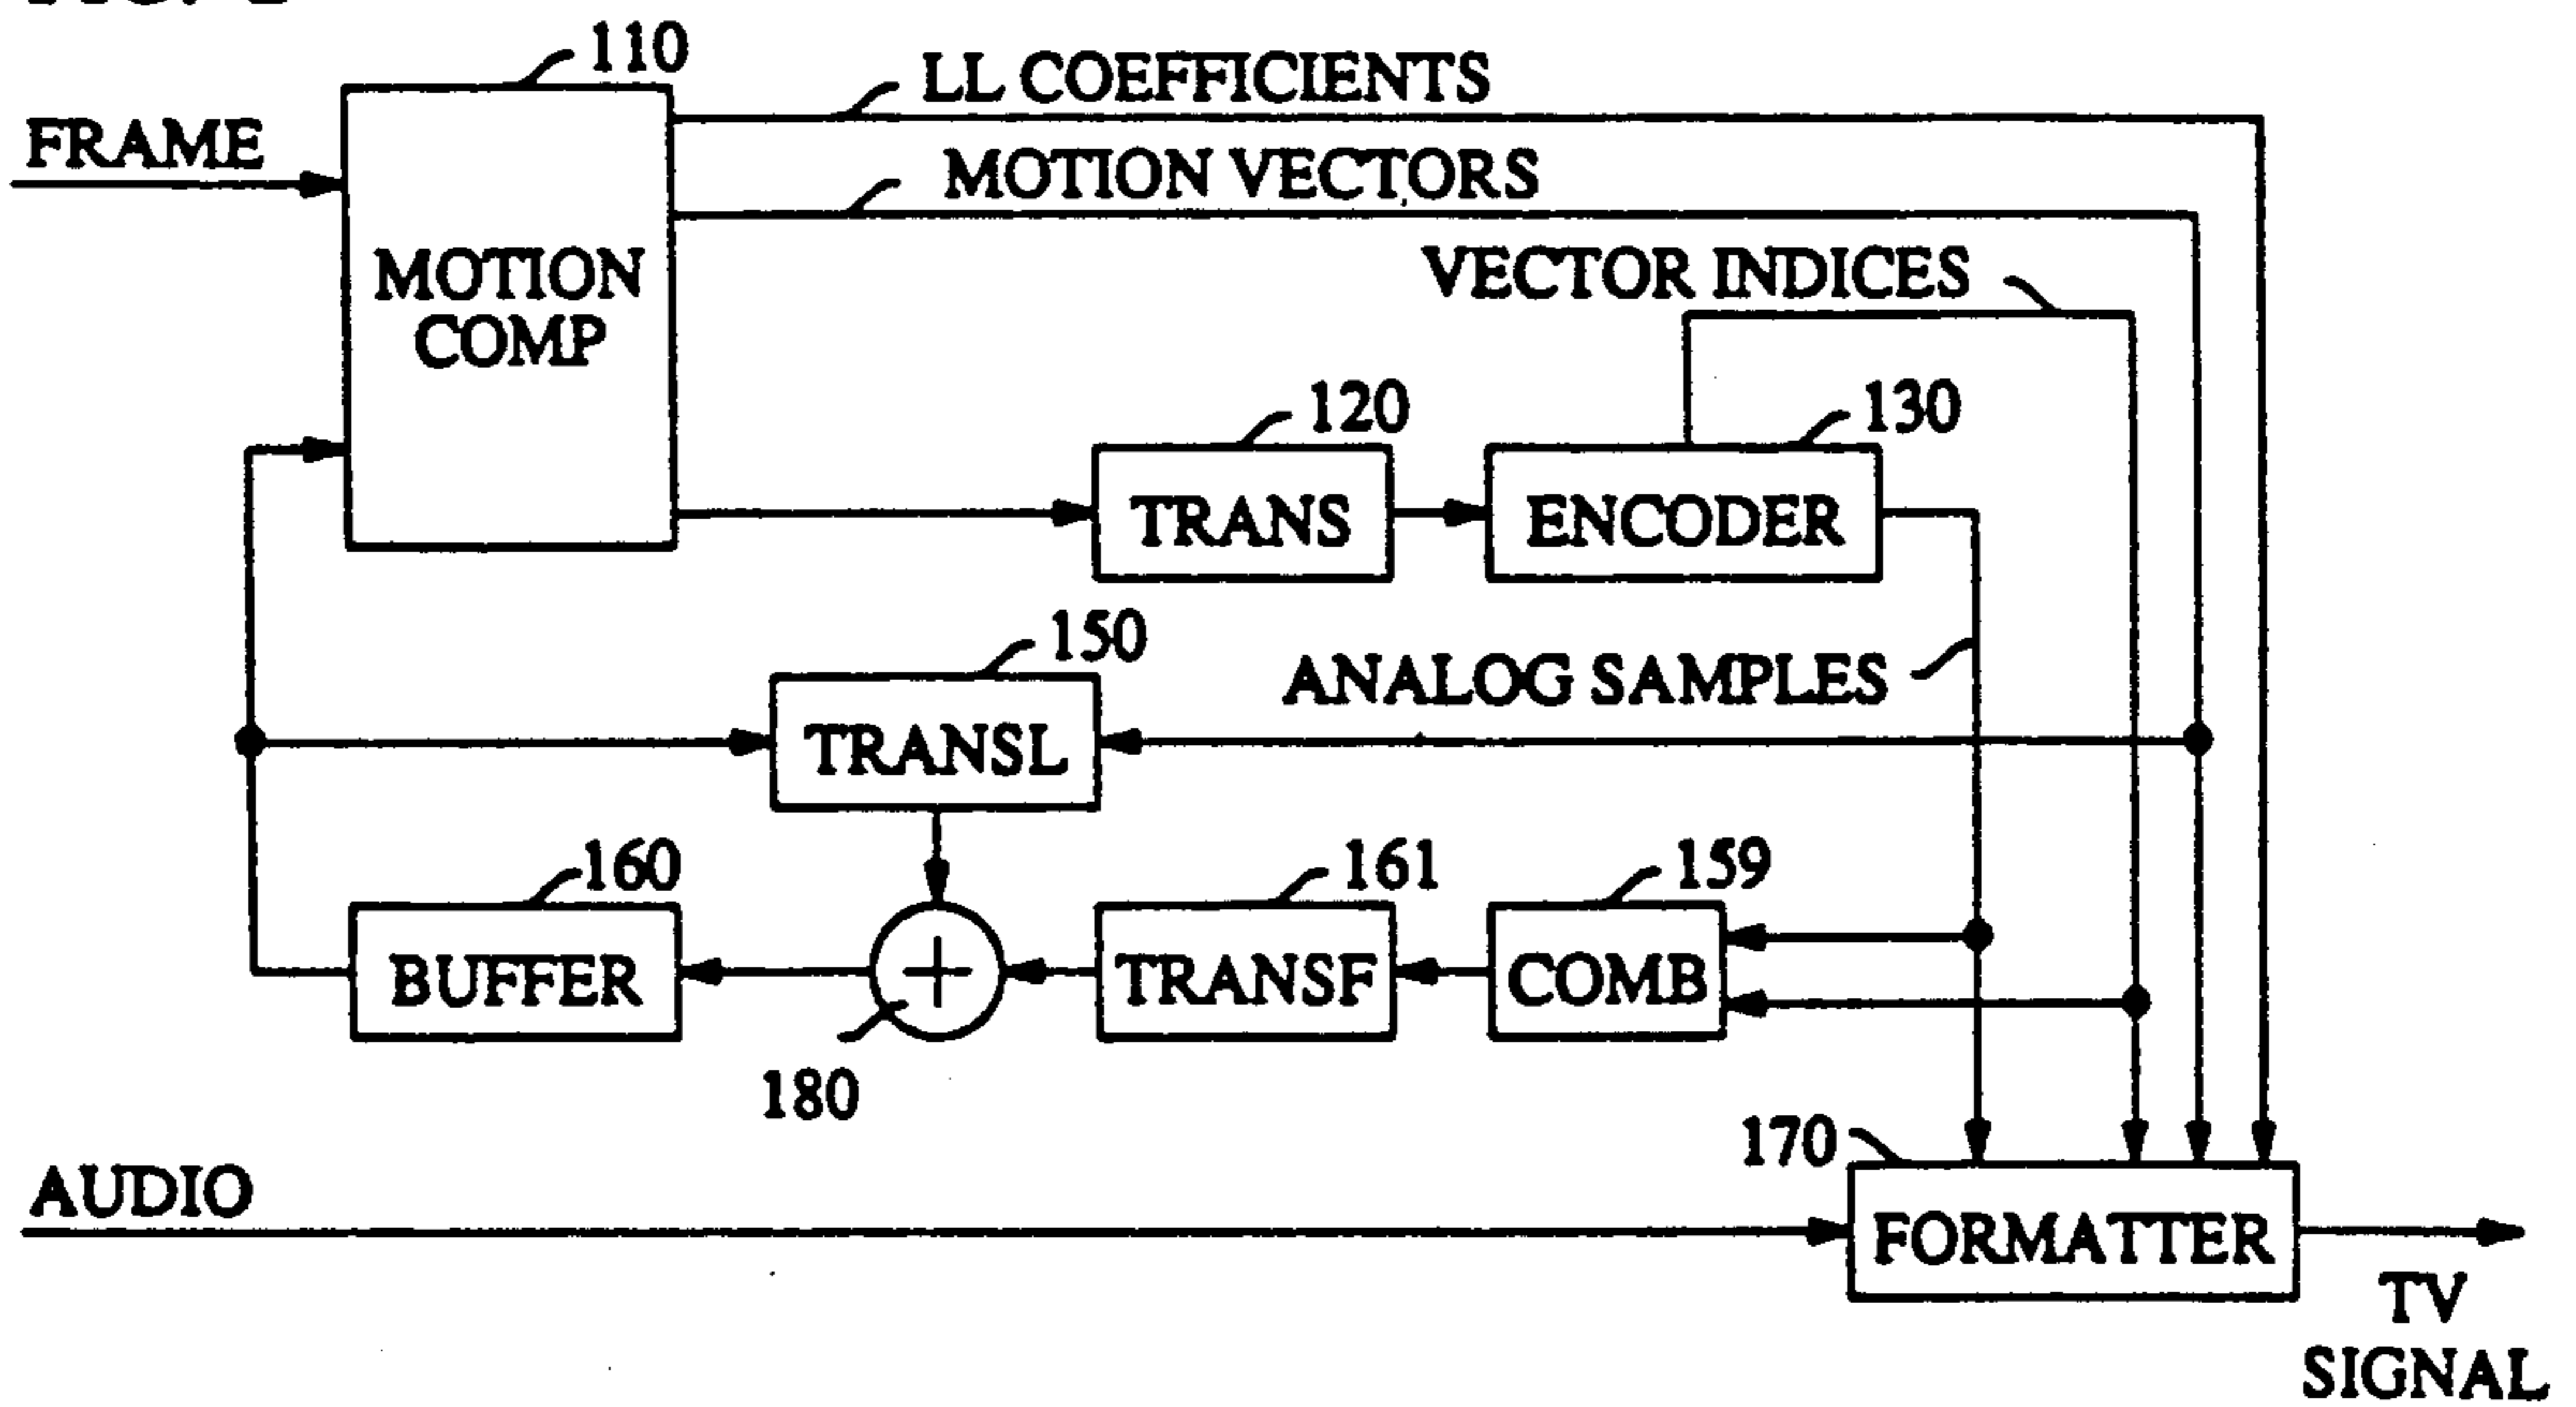 110
LL COEFFICIENTS
FRAME
MOTION VECTORS
MOTION
COMP
VECTOR INDICES
120
130
TRANS
ENCODER
150
ANALOG SAMPLES
TRANSL
160
161
159
BUFFER
+
TRANSF
COMB
180
170
AUDIO
FORMATTER
TV
SIGNAL